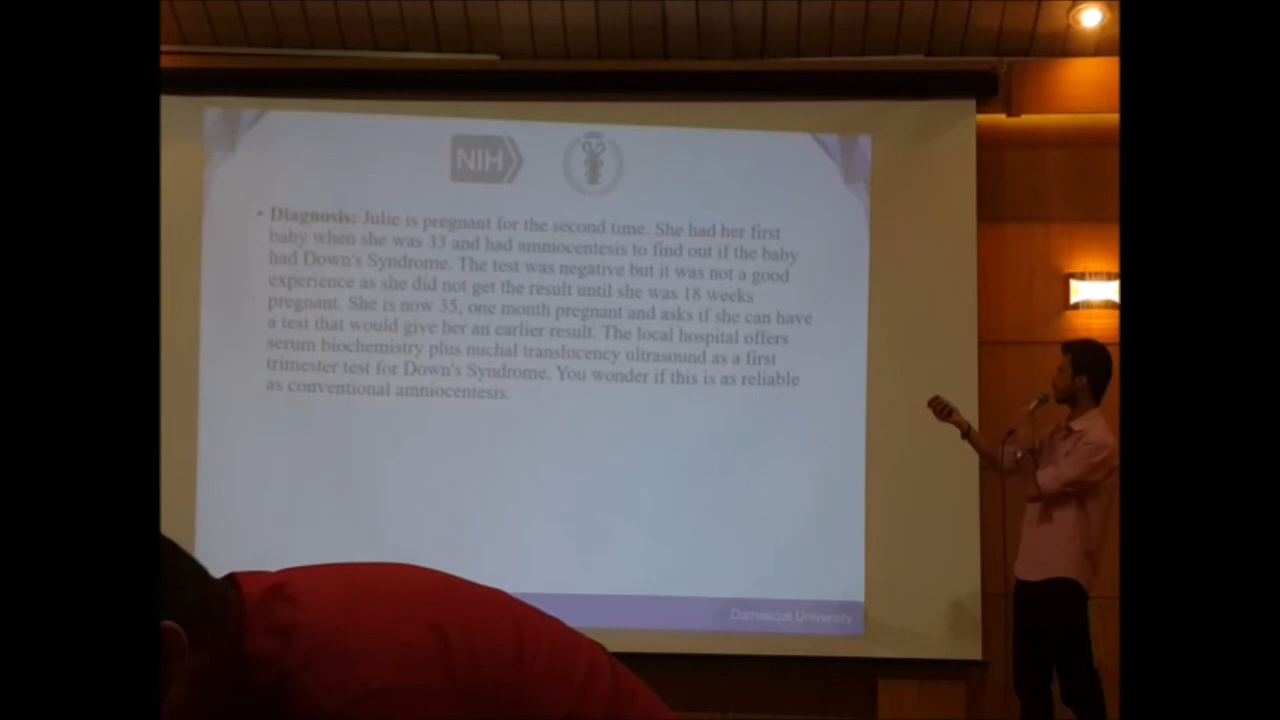 NIH
• Diagnosis: Julie is pregnant for the second time. She had her first
baby when she was 33 and had amniocentesis to find out if the baby
had Down's Syndrome. The test was negative but it was not a good
experience as she did not get the result until she was 18 weeks
pregnant. She is now 35, one month pregnant and asks if she can have
a test that would give her an earlier result. The local hospital offers
serum biochemistry plus nuchal translucency ultrasound as a first
trimester test for Down's Syndrome. You wonder if this is as reliable
as conventional amniocentesis.
Damascus University